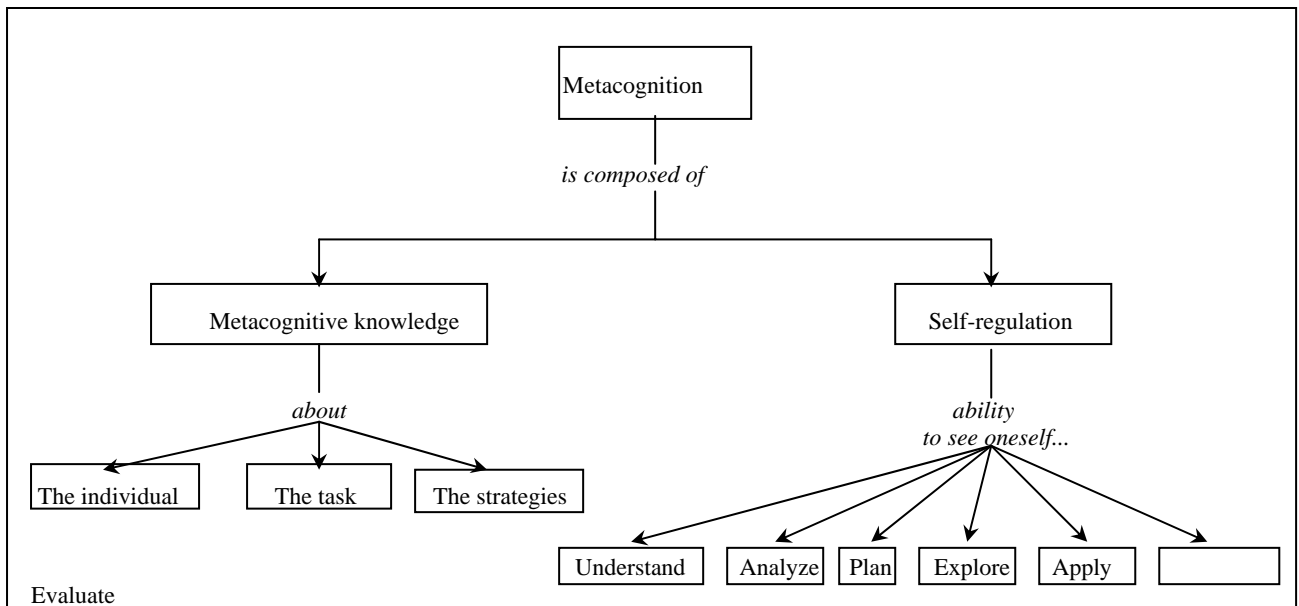 Metacognition
is composed of
Metacognitive knowledge
Self-regulation
about
ability
to see oneself...
The individual
The task
The strategies
Understand
Analyze
Plan
Explore
Apply
Evaluate